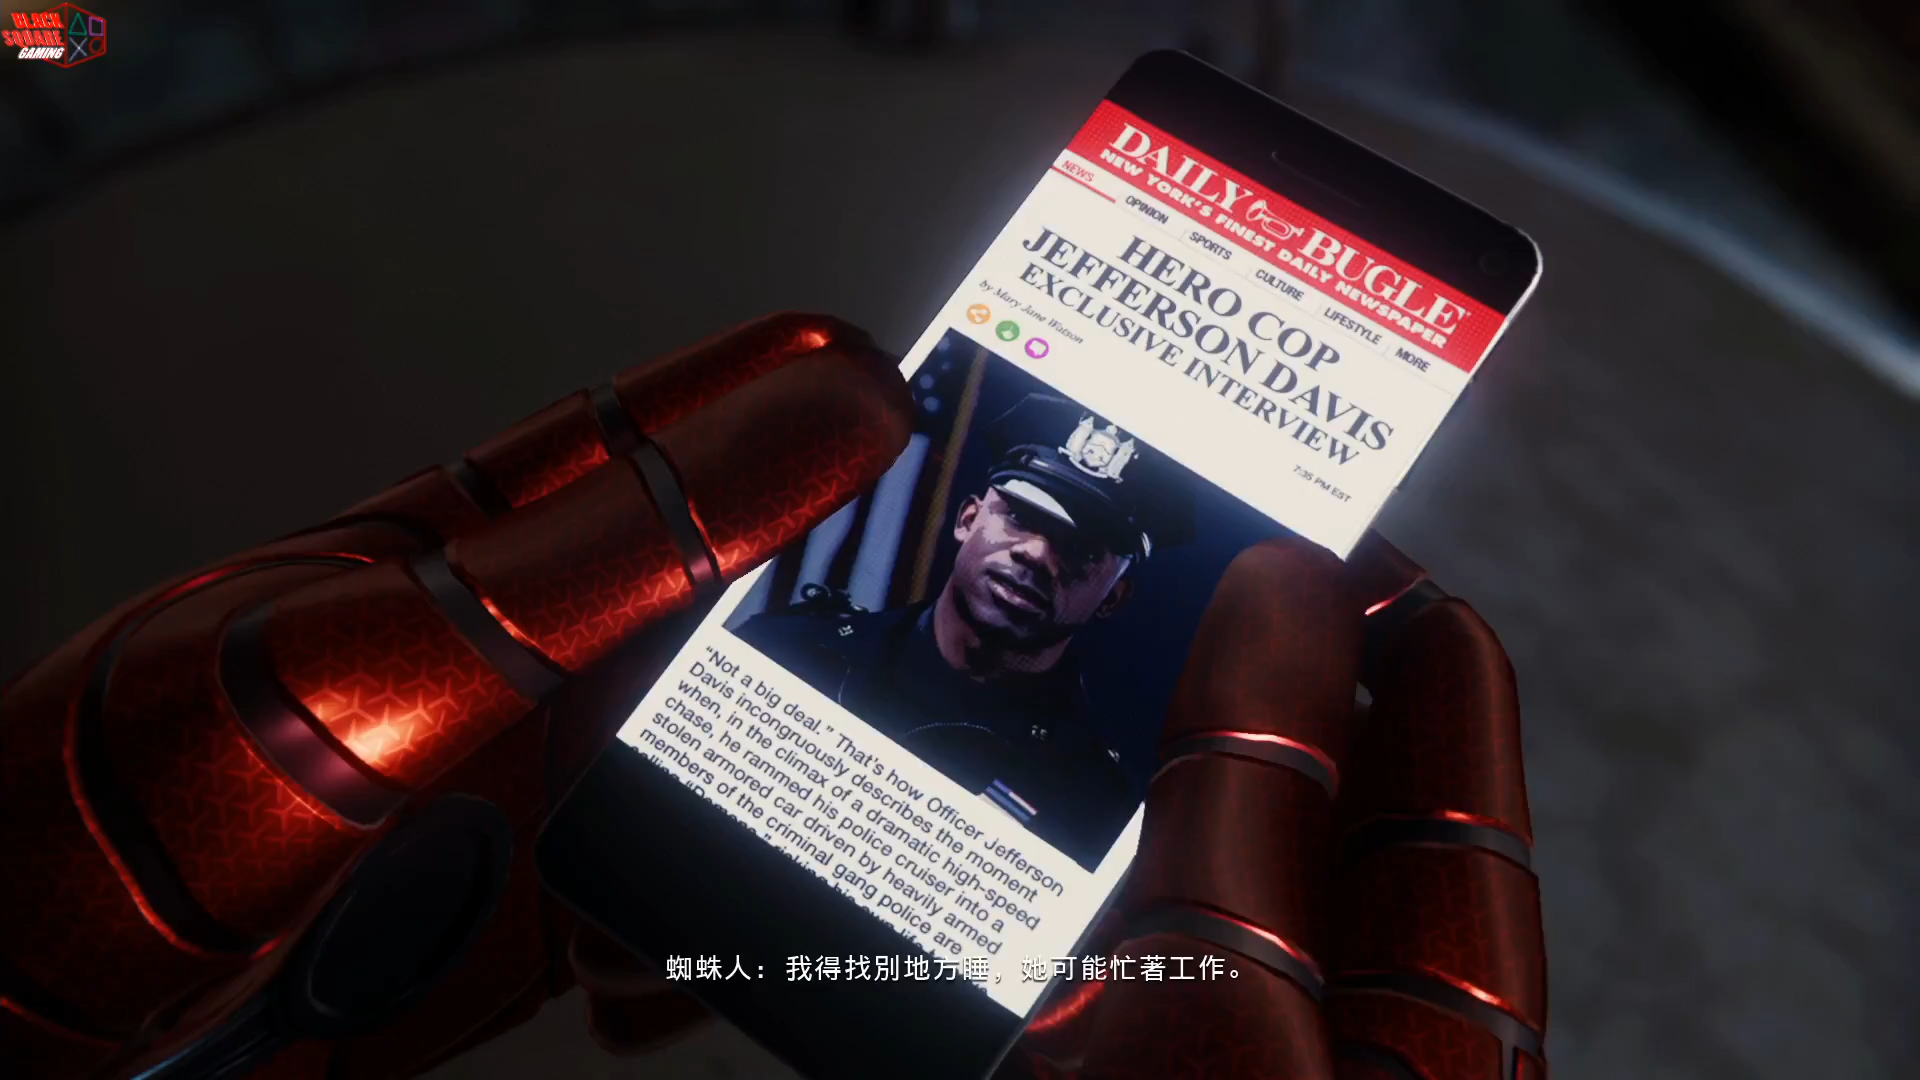 BLACK
SQUARE
GAMING
DAILY BUGLE
NEW YORK'S FINEST DAILY NEWSPAPER
NEWS OPINION SPORTS CULTURE LIFESTYLE MORE
HERO COP
JEFFERSON DAVIS
EXCLUSIVE INTERVIEW
by Mary Jane Watson
7:35 PM EST
"Not a big deal." That's how Officer Jefferson
Davis incongruously describes the moment
when, in the climax of a dramatic high-speed
chase, he rammed his police cruiser into a
stolen armored car driven by heavily armed
members of the criminal gang police are
蜘蛛人：我得找別地方睡，她可能忙著工作。